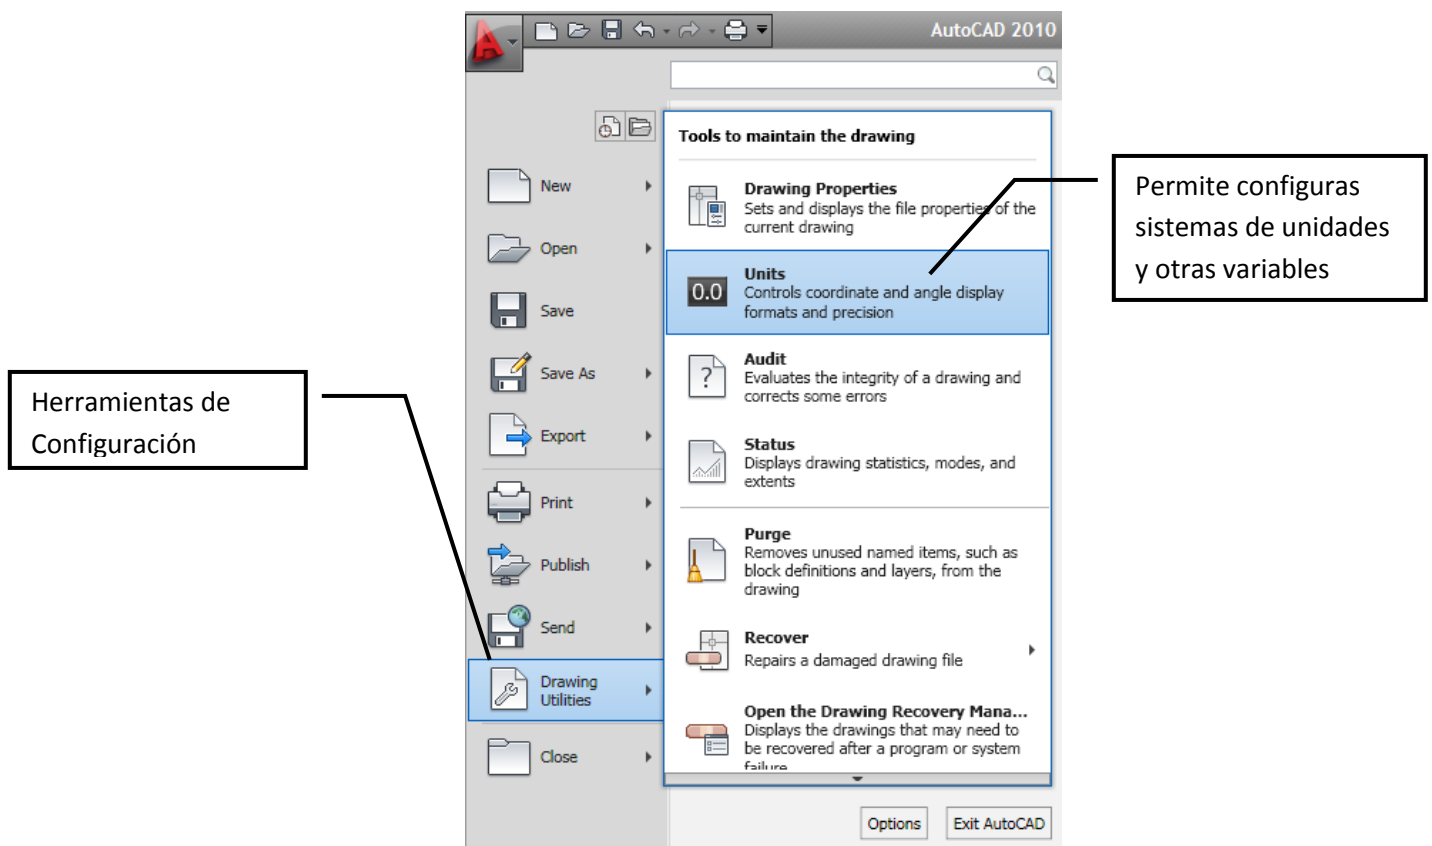 AutoCAD 2010
Tools to maintain the drawing
New
Open
Save
Save As
Export
Print
Publish
Send
Drawing
Utilities
Close
Drawing Properties
Sets and displays the file properties of the
current drawing
Units
0.0
Controls coordinate and angle display
formats and precision
Audit
Evaluates the integrity of a drawing and
corrects some errors
Status
Displays drawing statistics, modes, and
extents
Purge
Removes unused named items, such as
block definitions and layers, from the
drawing
Recover
Repairs a damaged drawing file
Open the Drawing Recovery Mana...
Displays the drawings that may need to
be recovered after a program or system
failure
Options
Exit AutoCAD
Herramientas de
Configuración
Permite configuras
sistemas de unidades
y otras variables